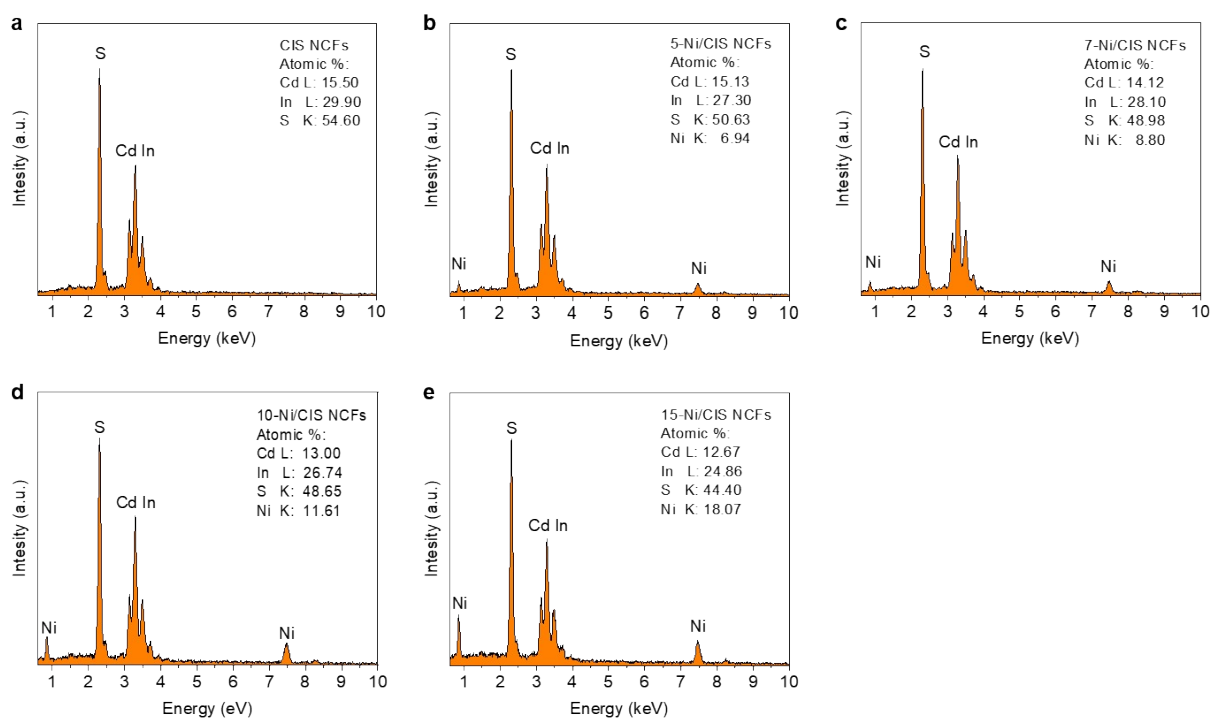 a
S
Cd In
CIS NCFs
Atomic %:
Cd L: 15.50
In L: 29.90
S K: 54.60
Intesity (a.u.)
1 2 3 4 5 6 7 8 9 10
Energy (keV)
b
S
Cd In
Ni
Ni
5-Ni/CIS NCFs
Atomic %:
Cd L: 15.13
In L: 27.30
S K: 50.63
Ni K: 6.94
Intesity (a.u.)
1 2 3 4 5 6 7 8 9 10
Energy (keV)
c
S
Cd In
Ni
Ni
7-Ni/CIS NCFs
Atomic %:
Cd L: 14.12
In L: 28.10
S K: 48.98
Ni K: 8.80
Intesity (a.u.)
1 2 3 4 5 6 7 8 9 10
Energy (keV)
d
S
Cd In
Ni
Ni
10-Ni/CIS NCFs
Atomic %:
Cd L: 13.00
In L: 26.74
S K: 48.65
Ni K: 11.61
Intesity (a.u.)
1 2 3 4 5 6 7 8 9 10
Energy (eV)
e
S
Cd In
Ni
Ni
15-Ni/CIS NCFs
Atomic %:
Cd L: 12.67
In L: 24.86
S K: 44.40
Ni K: 18.07
Intesity (a.u.)
1 2 3 4 5 6 7 8 9 10
Energy (keV)